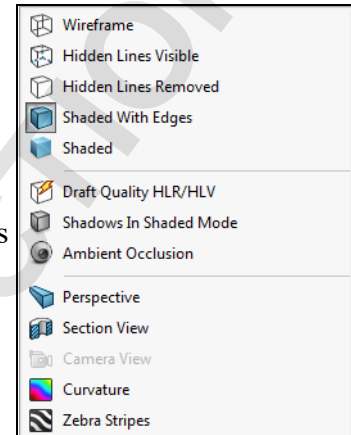 Wireframe
Hidden Lines Visible
Hidden Lines Removed
Shaded With Edges
Shaded
Draft Quality HLR/HLV
Shadows In Shaded Mode
Ambient Occlusion
Perspective
Section View
Camera View
Curvature
Zebra Stripes